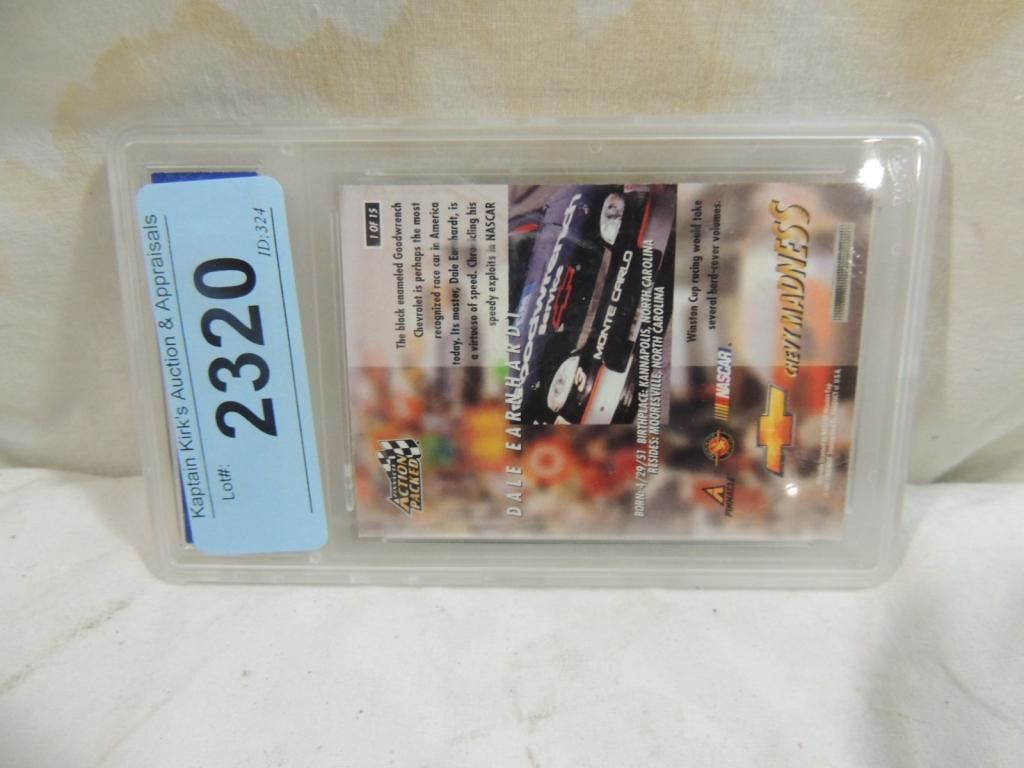 Kaptain Kirk's Auction & Appraisals
Lot#:
2320
ID:324
1 OF 15
The black enameled Goodwrench
Chevrolet is perhaps the most
recognized race car in America
today. Its master, Dale Earnhardt, is
a virtuoso of speed. Chronicling his
speedy exploits in NASCAR
ACTION
PACKED
DALE EARNHARDT
Goodwrench
Service
MONTE CARLO
3
BORN: 4/29/51 BIRTHPLACE: KANNAPOLIS, NORTH CAROLINA
RESIDES: MOORESVILLE, NORTH CAROLINA
Winston Cup racing would take
several hard-cover volumes.
PINNACLE
NASCAR
CHEVY MADNESS